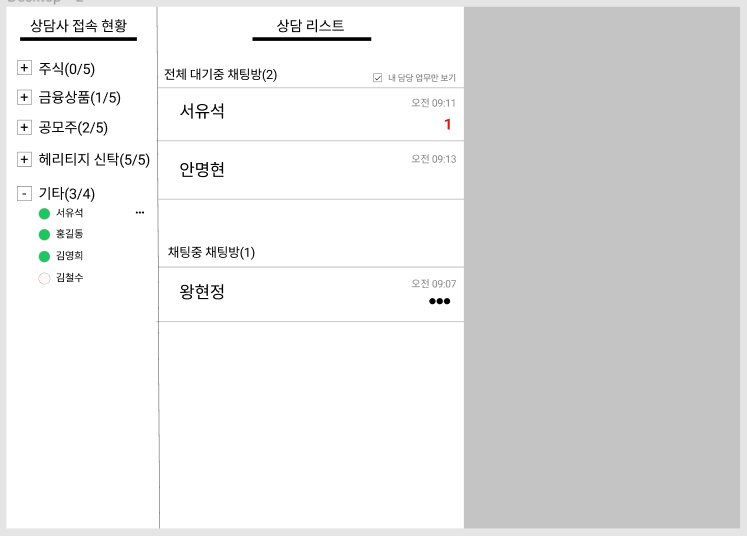 Desktop - 2
상담사 접속 현황
+ 주식(0/5)
+ 금융상품(1/5)
+ 공모주(2/5)
+ 헤리티지 신탁(5/5)
- 기타(3/4)
서유석 •••
홍길동
김영희
김철수
상담 리스트
전체 대기중 채팅방(2)
내 담당 업무만 보기
서유석
오전 09:11
1
안명현
오전 09:13
채팅중 채팅방(1)
왕현정
오전 09:07
•••